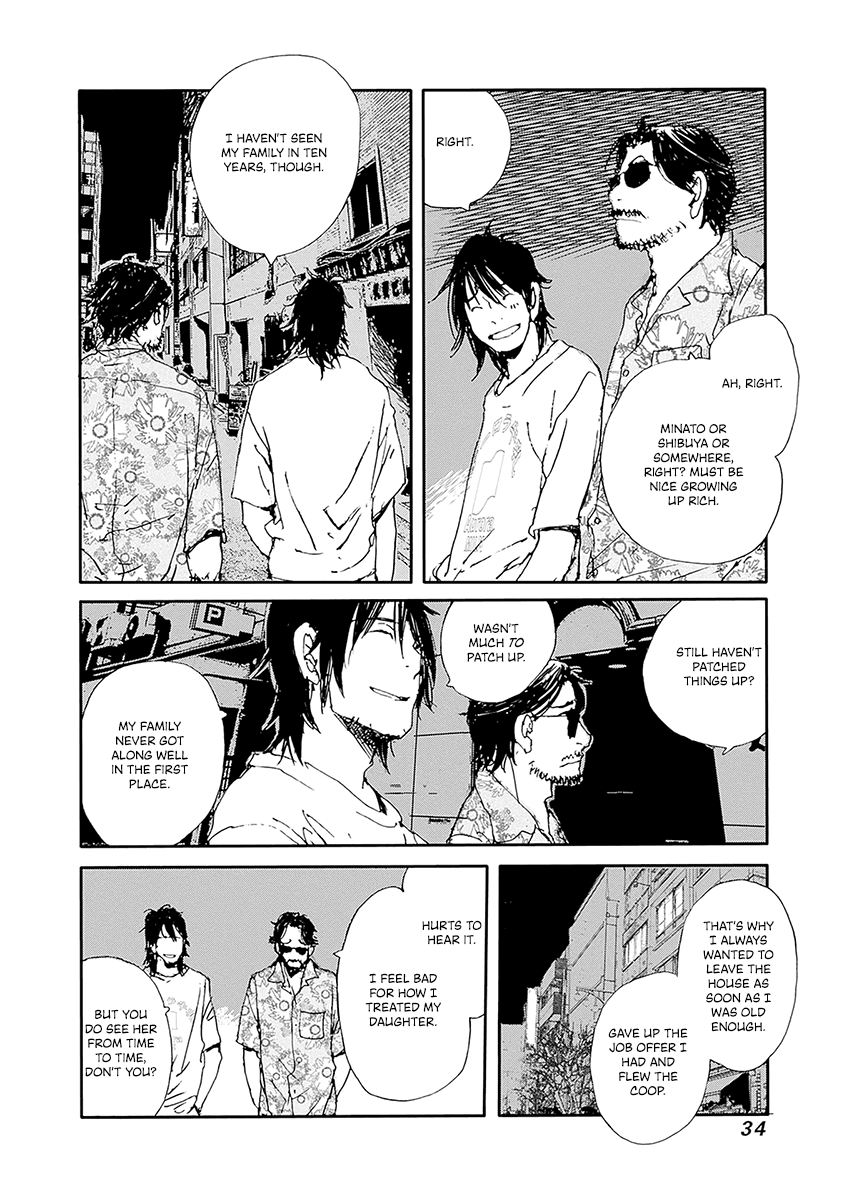 AH, RIGHT.
MINATO OR
SHIBUYA OR
SOMEWHERE,
RIGHT? MUST BE
NICE GROWING
UP RICH.
RIGHT.
I HAVEN'T SEEN
MY FAMILY IN TEN
YEARS, THOUGH.
STILL HAVEN'T
PATCHED
THINGS UP?
WASN'T
MUCH TO
PATCH UP.
P
MY FAMILY
NEVER GOT
ALONG WELL
IN THE FIRST
PLACE.
THAT'S WHY
I ALWAYS
WANTED TO
LEAVE THE
HOUSE AS
SOON AS I
WAS OLD
ENOUGH.
GAVE UP THE
JOB OFFER I
HAD AND
FLEW THE
COOP.
HURTS TO
HEAR IT.
I FEEL BAD
FOR HOW I
TREATED MY
DAUGHTER.
BUT YOU
DO SEE HER
FROM TIME
TO TIME,
DON'T YOU?
34